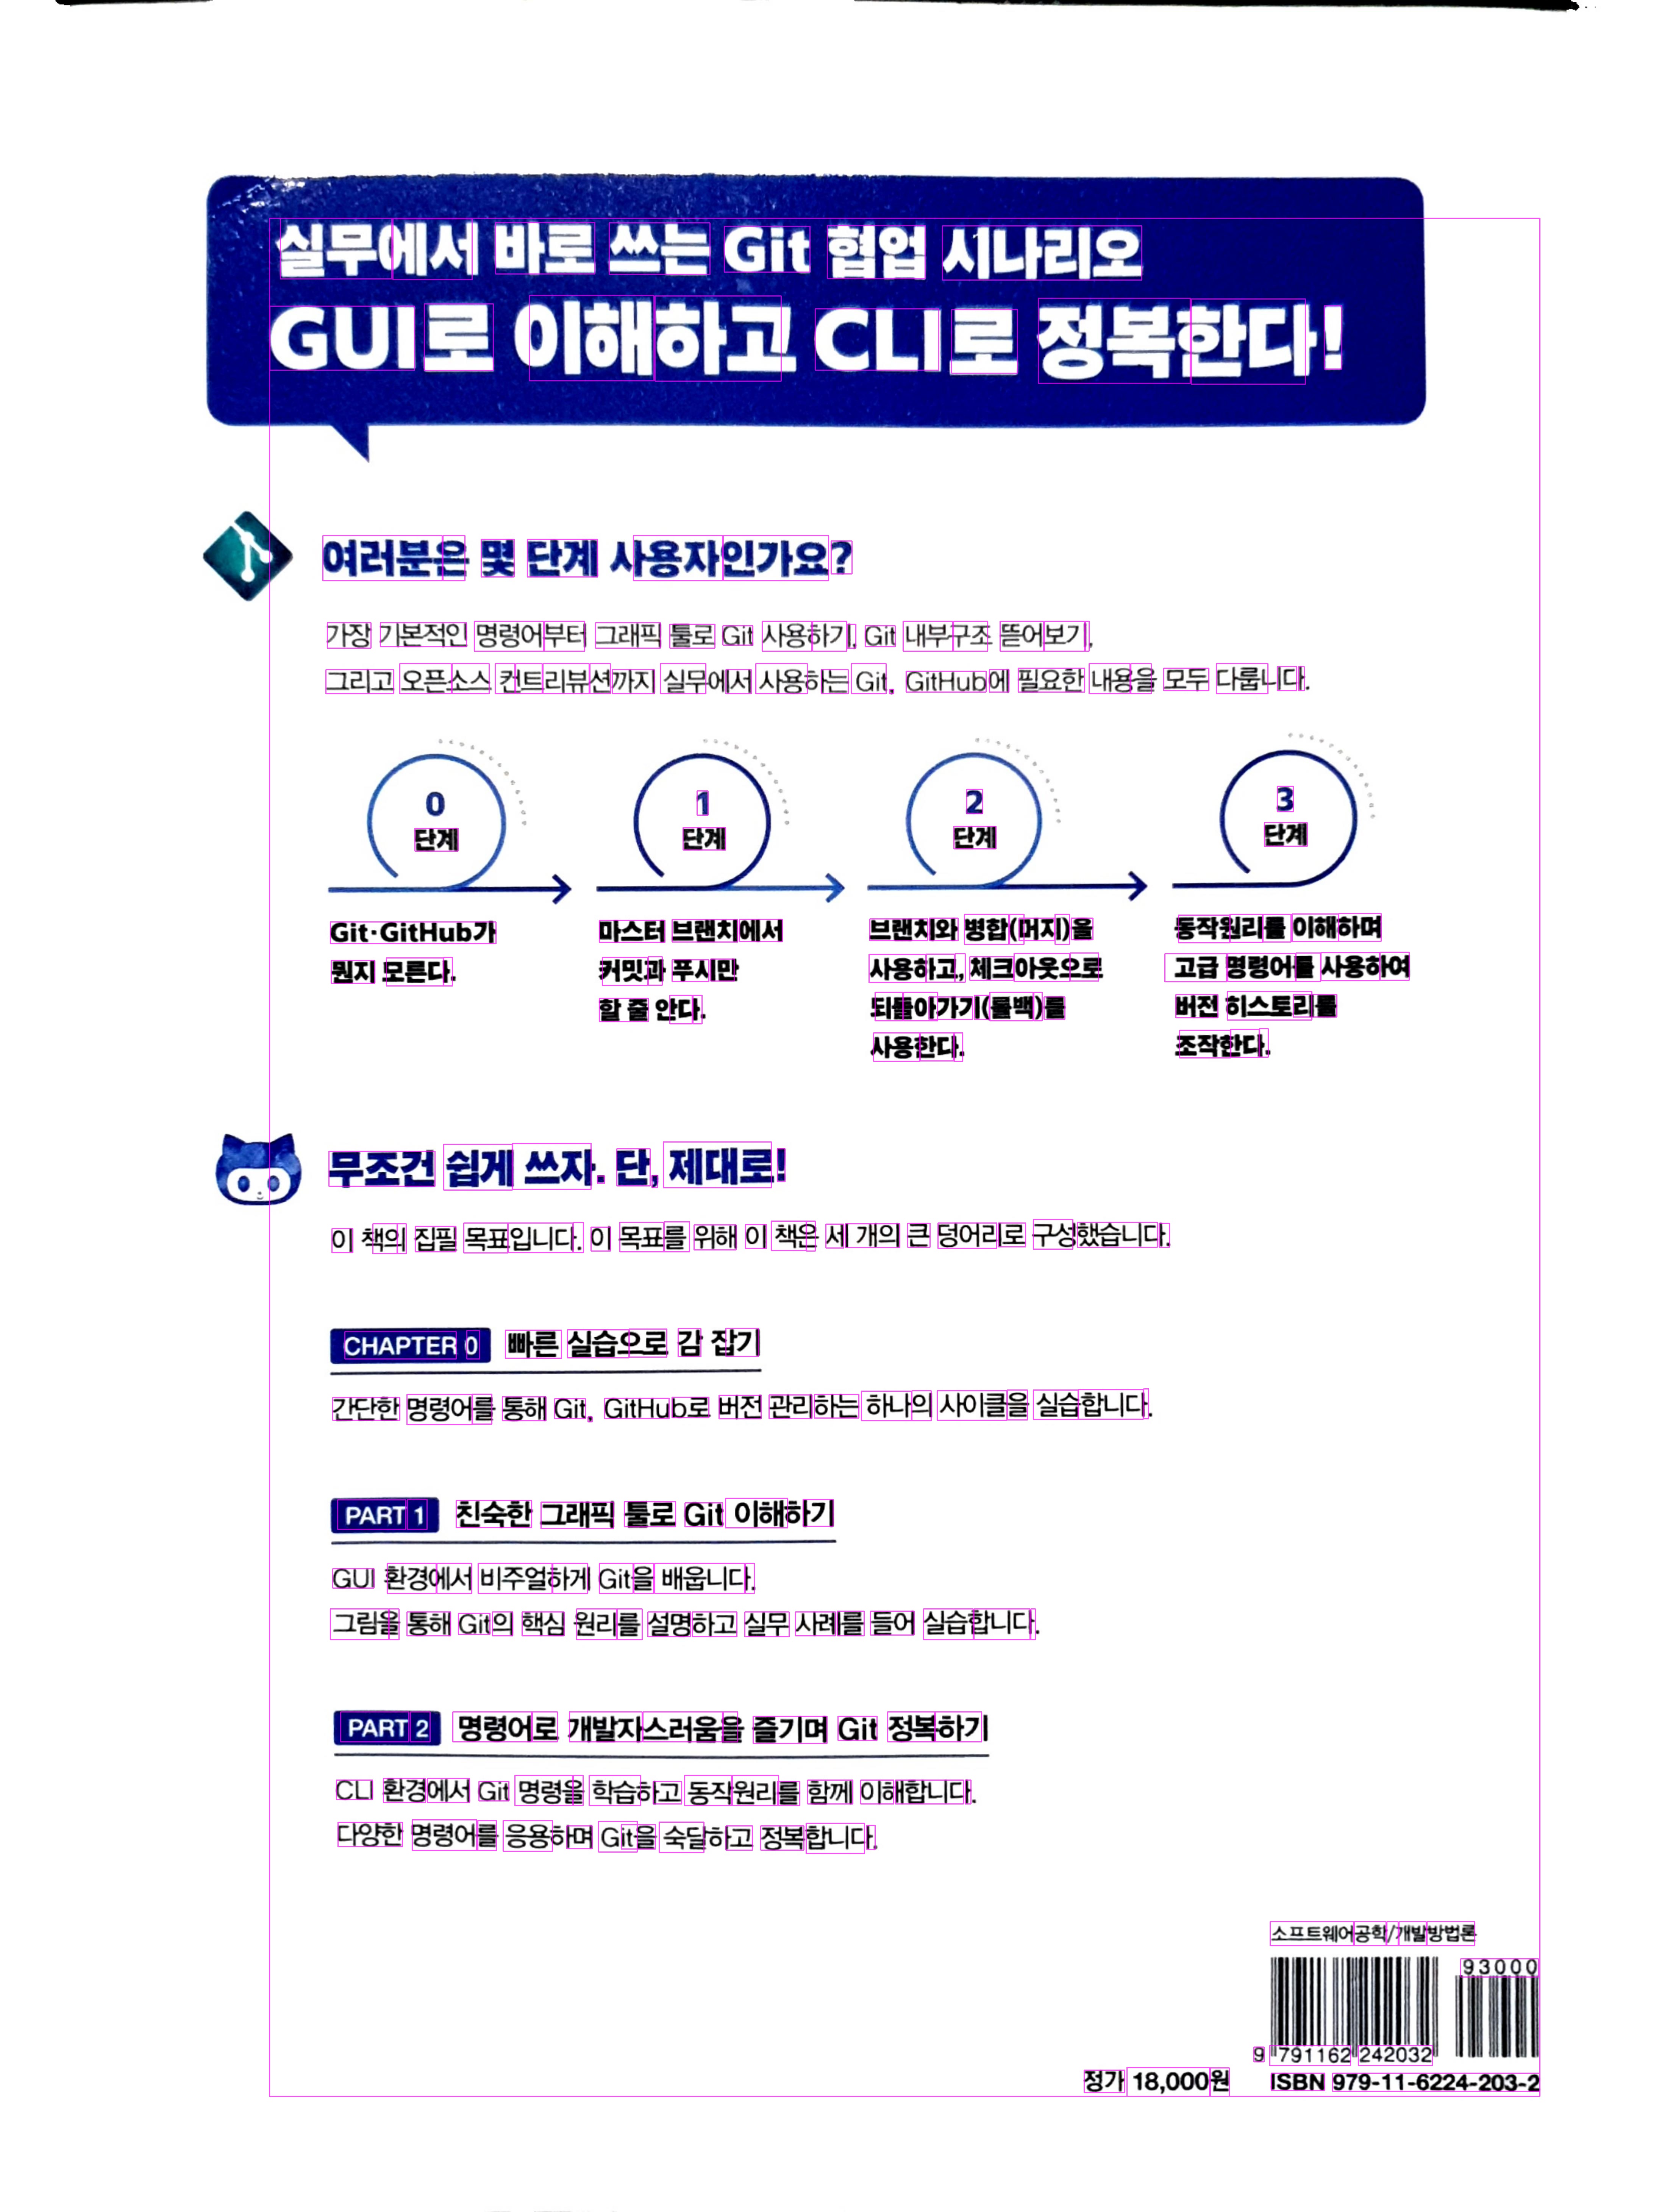 실무에서 바로 쓰는 Git 협업 시나리오
GUI로 이해하고 CLI로 정복한다!
여러분은 몇 단계 사용자인가요?
가장 기본적인 명령어부터 그래픽 툴로 Git 사용하기, Git 내부구조 뜯어보기,
그리고 오픈소스 컨트리뷰션까지 실무에서 사용하는 Git, GitHub에 필요한 내용을 모두 다룹니다.
0
단계
Git·GitHub가
뭔지 모른다.
1
단계
마스터 브랜치에서
커밋과 푸시만
할 줄 안다.
2
단계
브랜치와 병합(머지)을
사용하고, 체크아웃으로
되돌아가기(롤백)를
사용한다.
3
단계
동작원리를 이해하며
고급 명령어를 사용하여
버전 히스토리를
조작한다.
무조건 쉽게 쓰자. 단, 제대로!
이 책의 집필 목표입니다. 이 목표를 위해 이 책은 세 개의 큰 덩어리로 구성했습니다.
CHAPTER 0 빠른 실습으로 감 잡기
간단한 명령어를 통해 Git, GitHub로 버전 관리하는 하나의 사이클을 실습합니다.
PART 1 친숙한 그래픽 툴로 Git 이해하기
GUI 환경에서 비주얼하게 Git을 배웁니다.
그림을 통해 Git의 핵심 원리를 설명하고 실무 사례를 들어 실습합니다.
PART 2 명령어로 개발자스러움을 즐기며 Git 정복하기
CLI 환경에서 Git 명령을 학습하고 동작원리를 함께 이해합니다.
다양한 명령어를 응용하며 Git을 숙달하고 정복합니다.
소프트웨어공학/개발방법론
93000
9 791162 242032
정가 18,000원 ISBN 979-11-6224-203-2